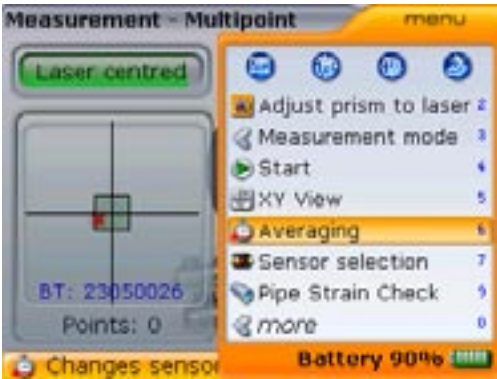 Measurement - Multipoint
menu
Laser centred
Adjust prism to laser 2
Measurement mode 3
Start 4
XY View 5
Averaging 6
Sensor selection 7
Pipe Strain Check 9
more 0
BT: 23050026
Points: 0
Changes sensor
Battery 90%